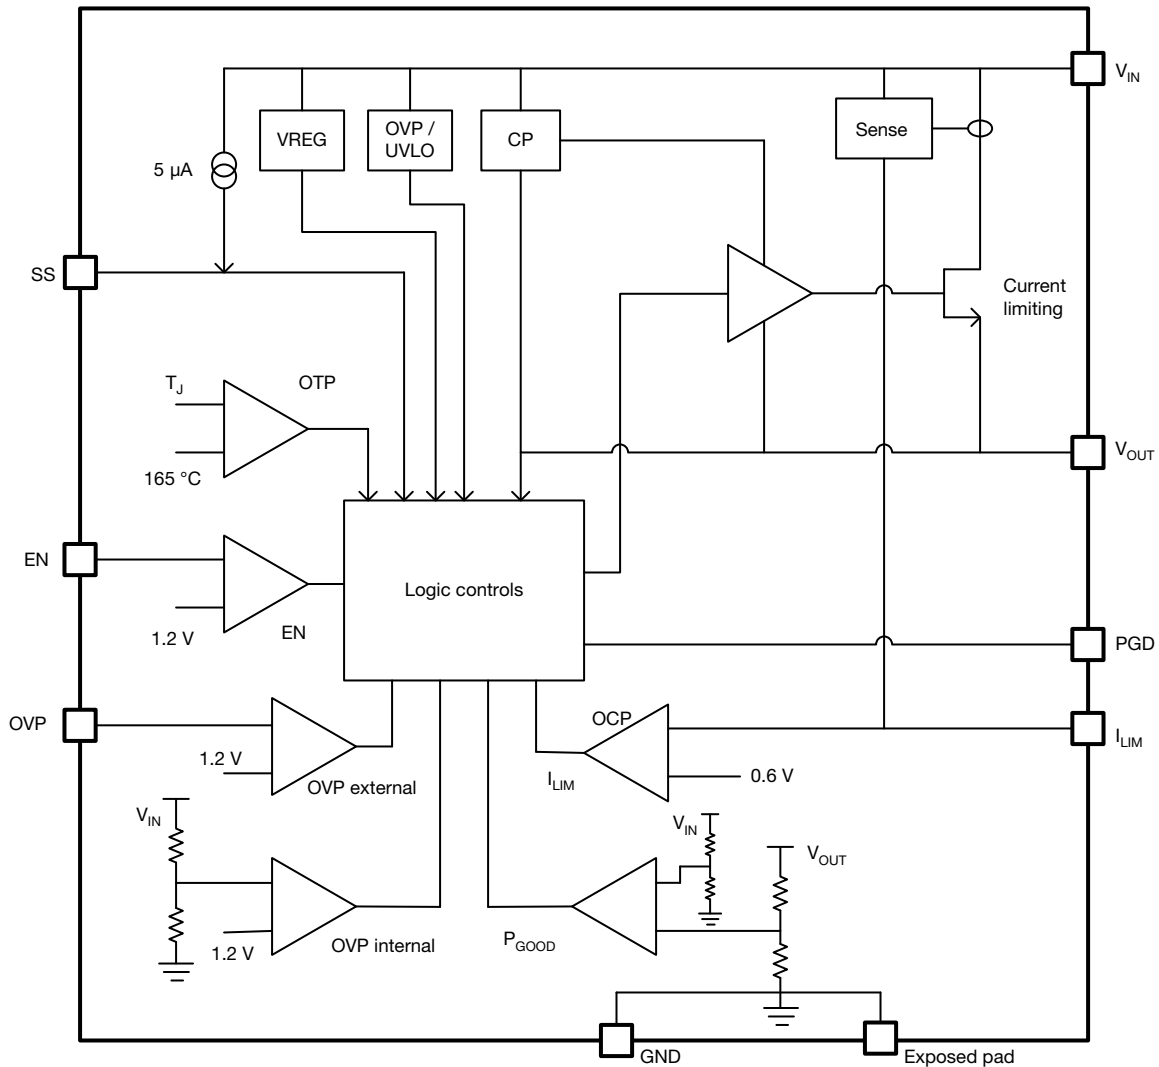 V_IN
VREG
OVP /
UVLO
CP
Sense
5 µA
SS
Current
limiting
T_J
OTP
165 °C
V_OUT
EN
Logic controls
1.2 V
EN
PGD
OVP
OCP
I_LIM
1.2 V
OVP external
I_LIM
0.6 V
V_IN
V_IN
V_OUT
1.2 V
OVP internal
P_GOOD
GND
Exposed pad